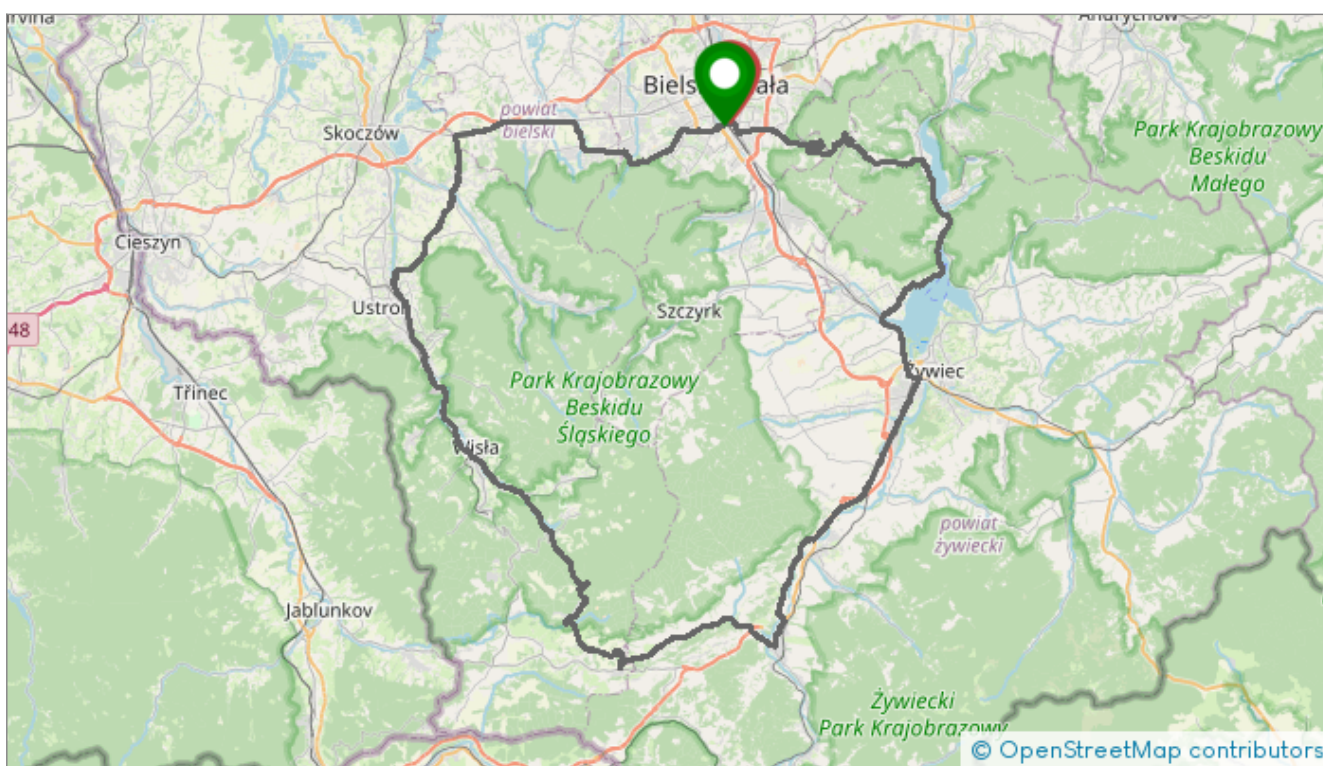 Skoczów
powiat
bielski
Cieszyn
Ustroń
48
Třinec
Szczyrk
Park Krajobrazowy
Beskidu
Śląskiego
Park Krajobrazowy
Beskidu
Małego
Żywiec
Wisła
powiat
żywiecki
Jablunkov
Żywiecki
Park Krajobrazowy
© OpenStreetMap contributors